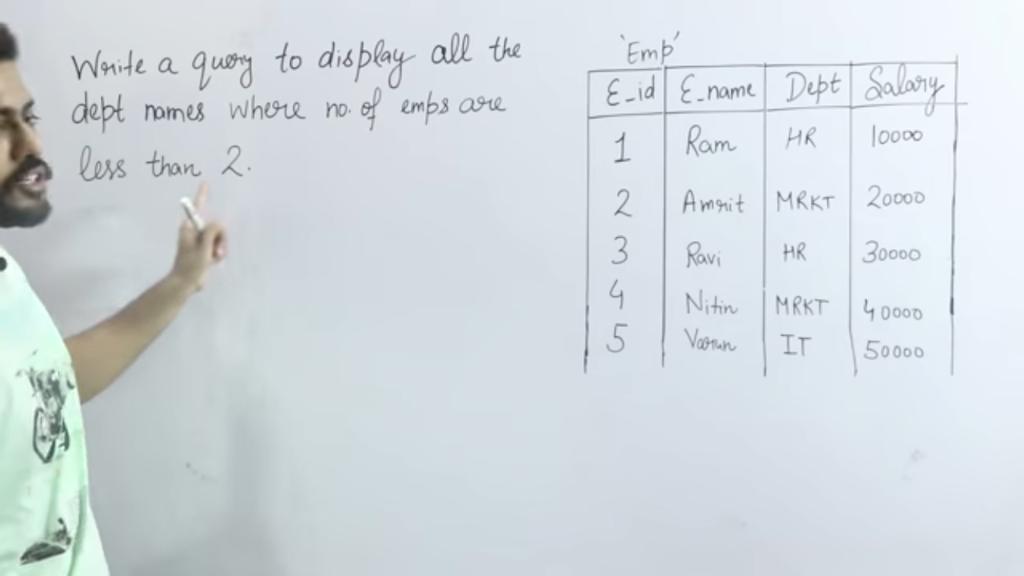 Write a query to display all the
dept names where no. of emps are
less than 2.
'Emp'
E_id E_name Dept Salary
1 Ram HR 10000
2 Amrit MRKT 20000
3 Ravi HR 30000
4 Nitin MRKT 40000
5 Varun IT 50000